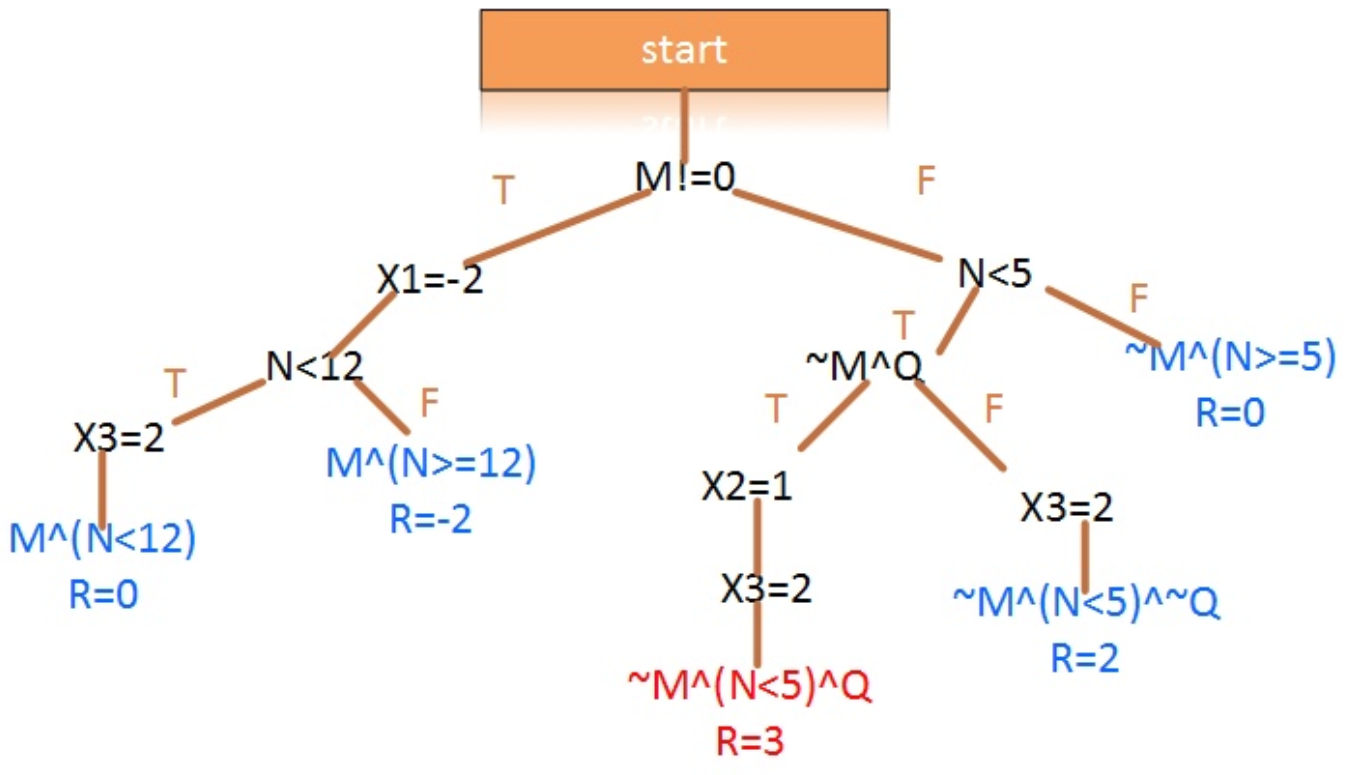 start
M!=0
T
F
X1=-2
N<5
T
F
N<12
~M^Q
~M^(N>=5)
R=0
T
F
T
F
X3=2
M^(N>=12)
R=-2
X2=1
X3=2
M^(N<12)
R=0
X3=2
~M^(N<5)^~Q
R=2
~M^(N<5)^Q
R=3